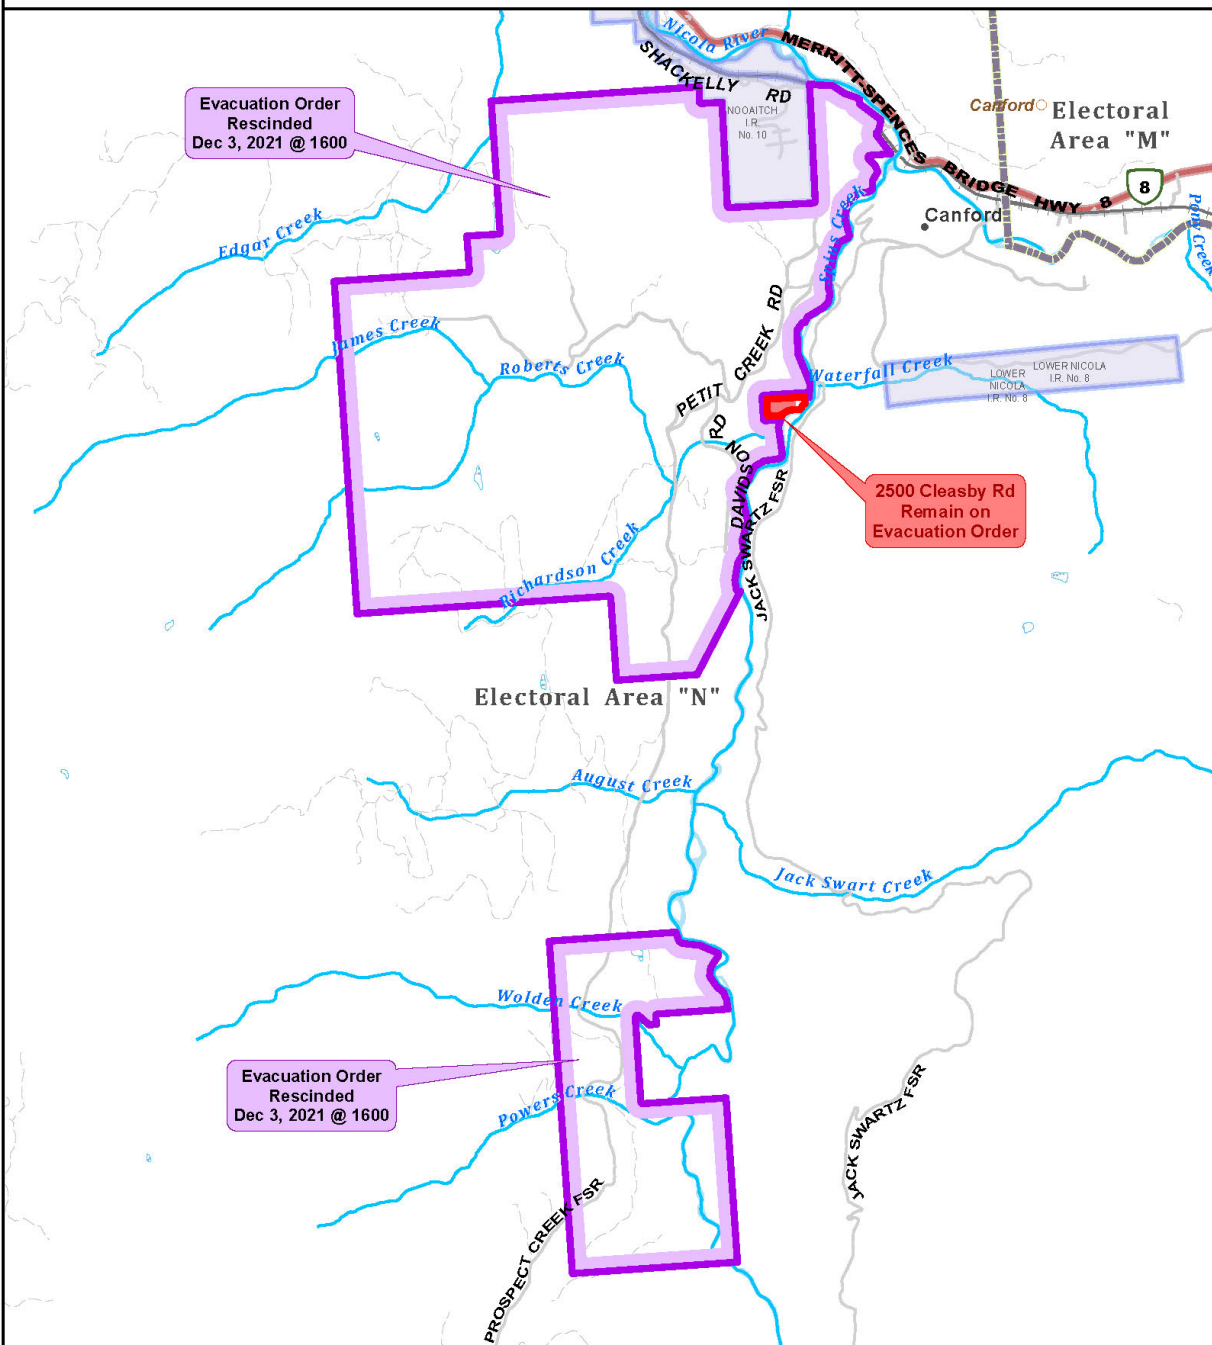 Nicola River
MERRITT-SPENCES BRIDGE HWY 8
SHACKELLY RD
Evacuation Order
Rescinded
Dec 3, 2021 @ 1600
NOOAITCH
I.R.
No. 10
Canford
Electoral
Area "M"
8
Canford
Pony Creek
Edgar Creek
Spius Creek
James Creek
Roberts Creek
PETIT CREEK RD
Waterfall Creek
LOWER NICOLA
I.R. No. 8
LOWER
NICOLA
I.R. No. 8
DAVIDSON RD
JACK SWARTZ FSR
2500 Cleasby Rd
Remain on
Evacuation Order
Richardson Creek
Electoral Area "N"
August Creek
Jack Swart Creek
Wolden Creek
Evacuation Order
Rescinded
Dec 3, 2021 @ 1600
Powers Creek
JACK SWARTZ FSR
PROSPECT CREEK FSR